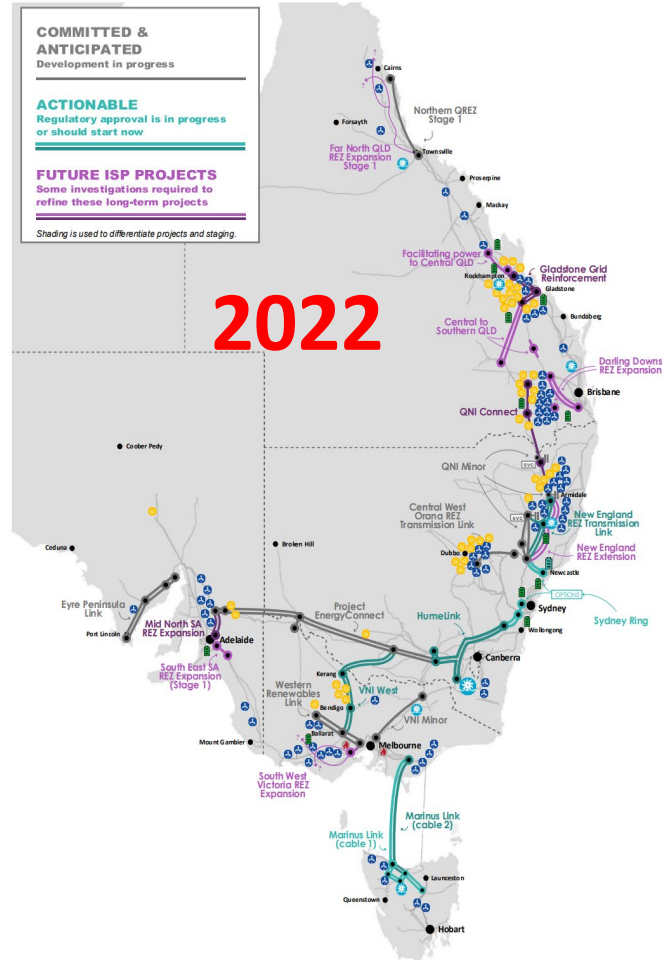 COMMITTED &
ANTICIPATED
Development in progress
ACTIONABLE
Regulatory approval is in progress
or should start now
FUTURE ISP PROJECTS
Some investigations required to
refine these long-term projects
Shading is used to differentiate projects and staging.
2022
Cairns
Forsayth
Northern QREZ
Stage 1
Far North QLD
REZ Expansion
Stage 1
Townsville
Proserpine
Mackay
Facilitating power
to Central QLD
Rockhampton
Gladstone Grid
Reinforcement
Gladstone
Central to
Southern QLD
Bundaberg
Darling Downs
REZ Expansion
Brisbane
QNI Connect
Coober Pedy
QNI Minor
SVC
Armidale
Central West
Orana REZ
Transmission Link
SVC
New England
REZ Transmission
Link
New England
REZ Extension
Ceduna
Broken Hill
Dubbo
Newcastle
OPTIONS
Sydney
Sydney Ring
Wollongong
Eyre Peninsula
Link
Port Lincoln
Mid North SA
REZ Expansion
Adelaide
Project
EnergyConnect
HumeLink
South East SA
REZ Expansion
(Stage 1)
Canberra
Kerang
Western
Renewables
Link
VNI West
Bendigo
VNI Minor
Ballarat
Mount Gambier
Melbourne
South West
Victoria REZ
Expansion
Marinus Link
(cable 2)
Marinus Link
(cable 1)
Launceston
Queenstown
Hobart